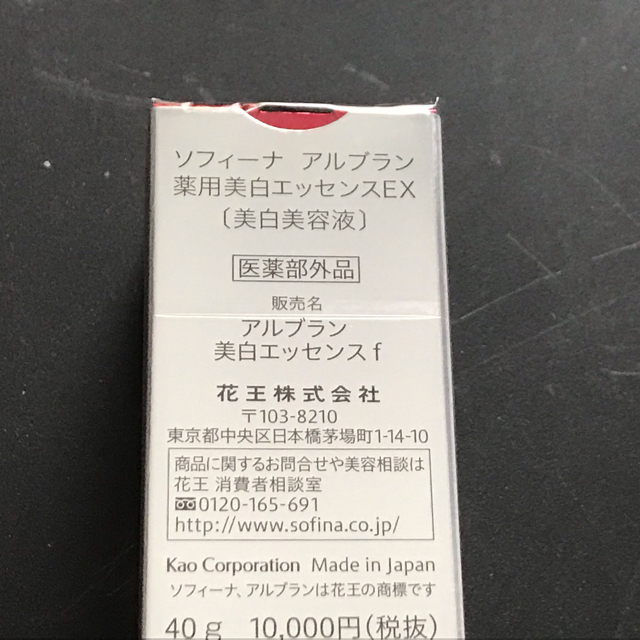 ソフィーナ アルブラン
薬用美白エッセンスEX
〔美白美容液〕
医薬部外品
販売名
アルブラン
美白エッセンスf
花王株式会社
〒103-8210
東京都中央区日本橋茅場町1-14-10
商品に関するお問合せや美容相談は
花王 消費者相談室
0120-165-691
http://www.sofina.co.jp/
Kao Corporation Made in Japan
ソフィーナ、アルブランは花王の商標です
40g 10,000円(税抜)